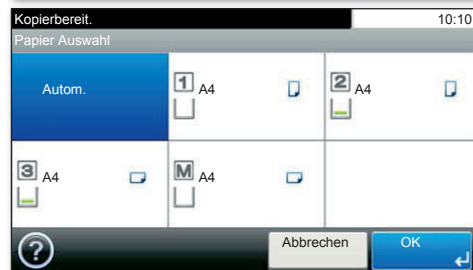 Kopierbereit. 10:10
Papier Auswahl
Autom.
1 A4
2 A4
3 A4
M A4
?
Abbrechen
OK